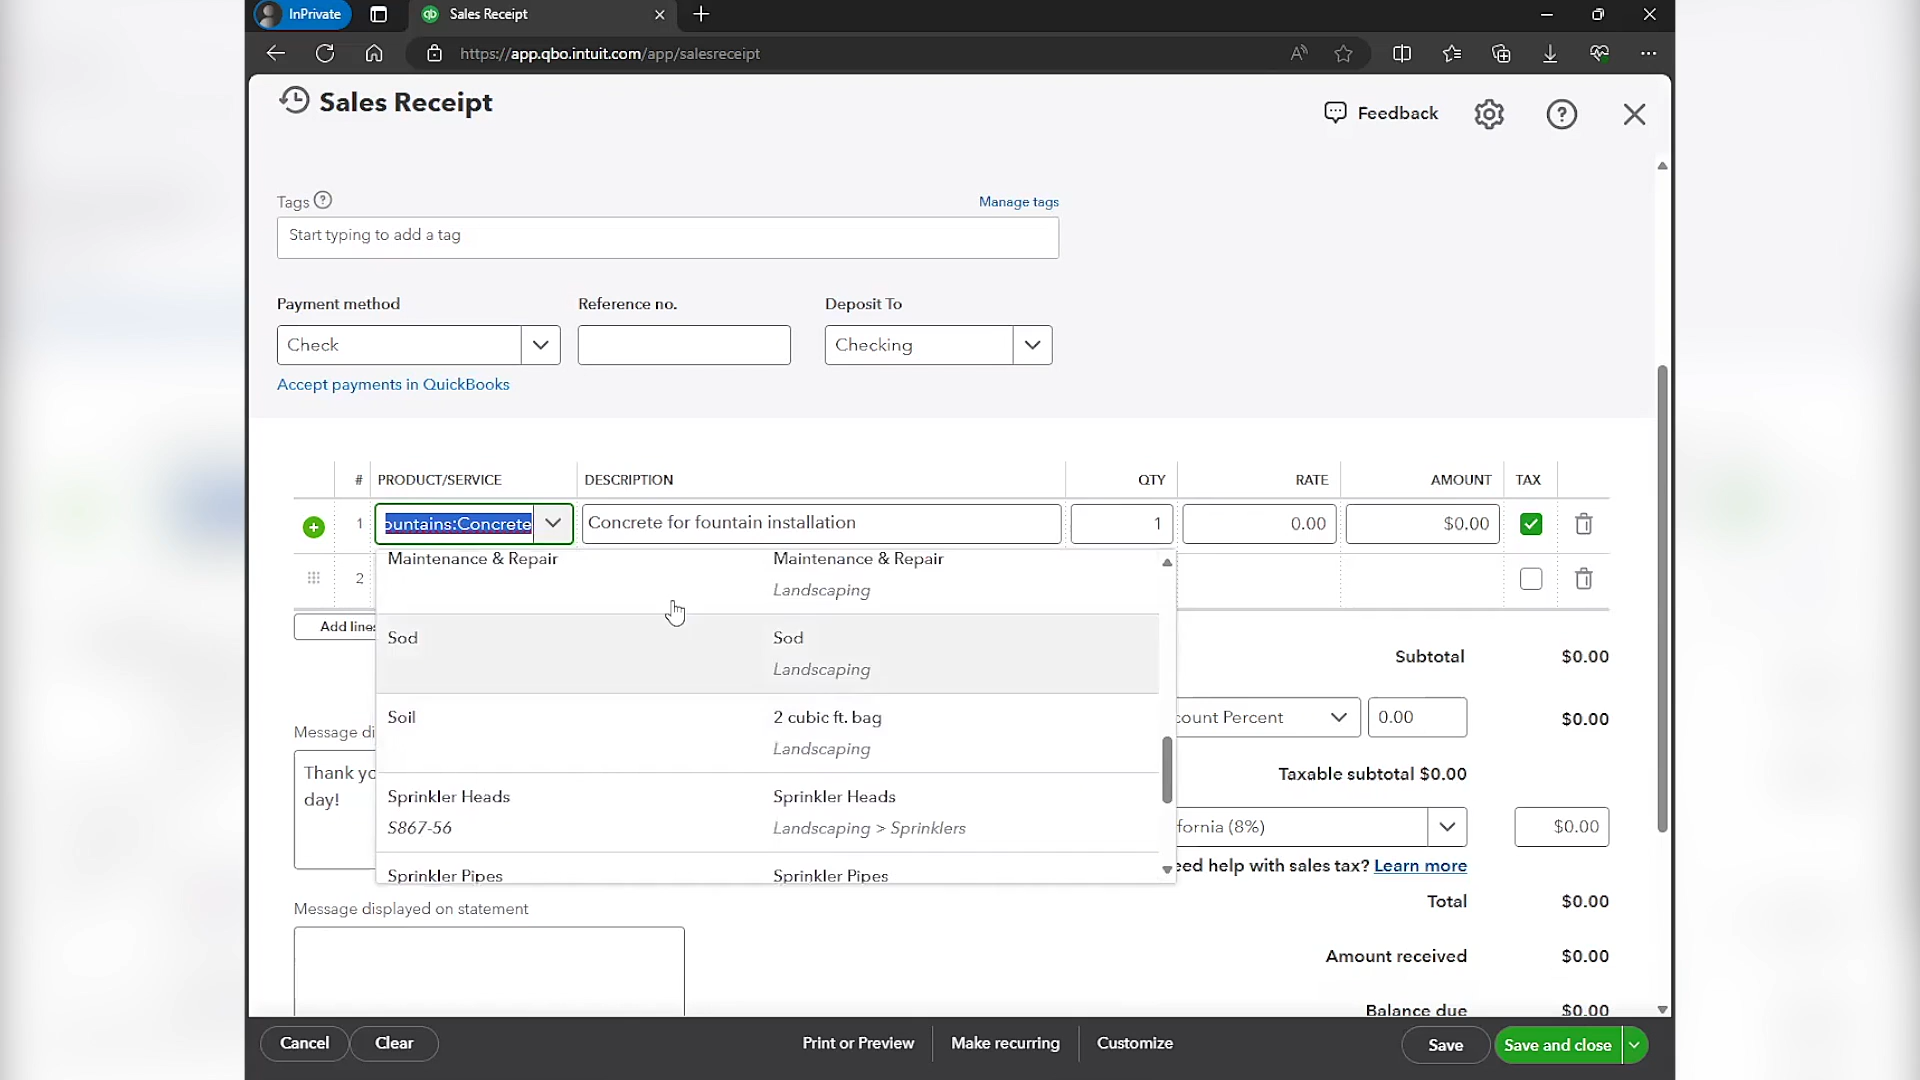 InPrivate
Sales Receipt
https://app.qbo.intuit.com/app/salesreceipt
Sales Receipt
Feedback
Tags
Manage tags
Start typing to add a tag
Payment method
Reference no.
Deposit To
Check
Checking
Accept payments in QuickBooks
# PRODUCT/SERVICE DESCRIPTION QTY RATE AMOUNT TAX
1 ountains:Concrete Concrete for fountain installation 1 0.00 $0.00
Maintenance & Repair Maintenance & Repair
Landscaping
2
Add lines
Sod Sod
Landscaping
Subtotal $0.00
Soil 2 cubic ft. bag
Landscaping
count Percent 0.00 $0.00
Message di
Thank yo
day!
Taxable subtotal $0.00
Sprinkler Heads Sprinkler Heads
S867-56 Landscaping > Sprinklers
fornia (8%) $0.00
eed help with sales tax? Learn more
Sprinkler Pipes Sprinkler Pipes
Total $0.00
Message displayed on statement
Amount received $0.00
Balance due $0.00
Cancel
Clear
Print or Preview
Make recurring
Customize
Save
Save and close